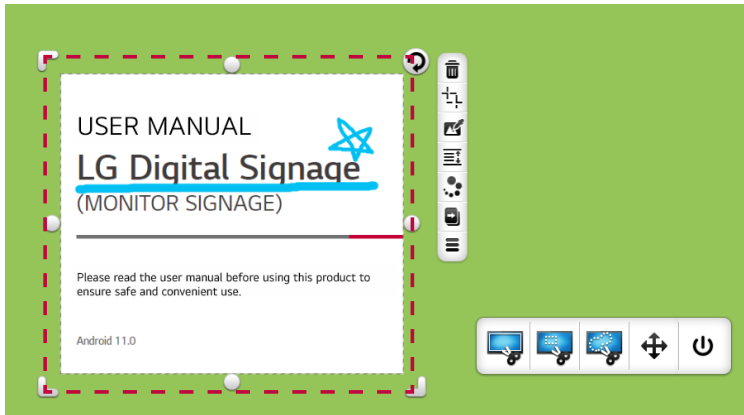 USER MANUAL
LG Digital Signage
(MONITOR SIGNAGE)
Please read the user manual before using this product to
ensure safe and convenient use.
Android 11.0